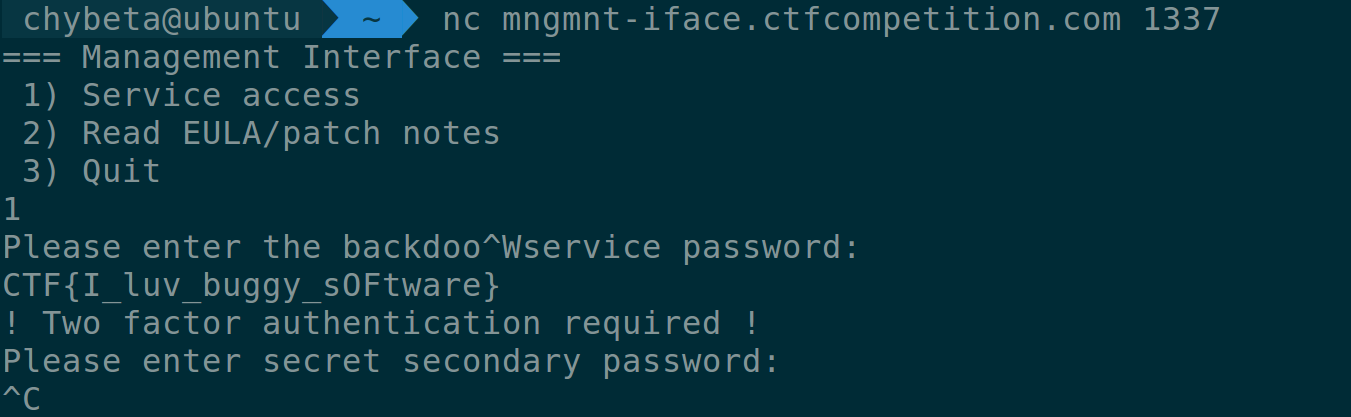 chybeta@ubuntu ~ nc mngmnt-iface.ctfcompetition.com 1337
=== Management Interface ===
 1) Service access
 2) Read EULA/patch notes
 3) Quit
1
Please enter the backdoo^Wservice password:
CTF{I_luv_buggy_sOFtware}
! Two factor authentication required !
Please enter secret secondary password:
^C